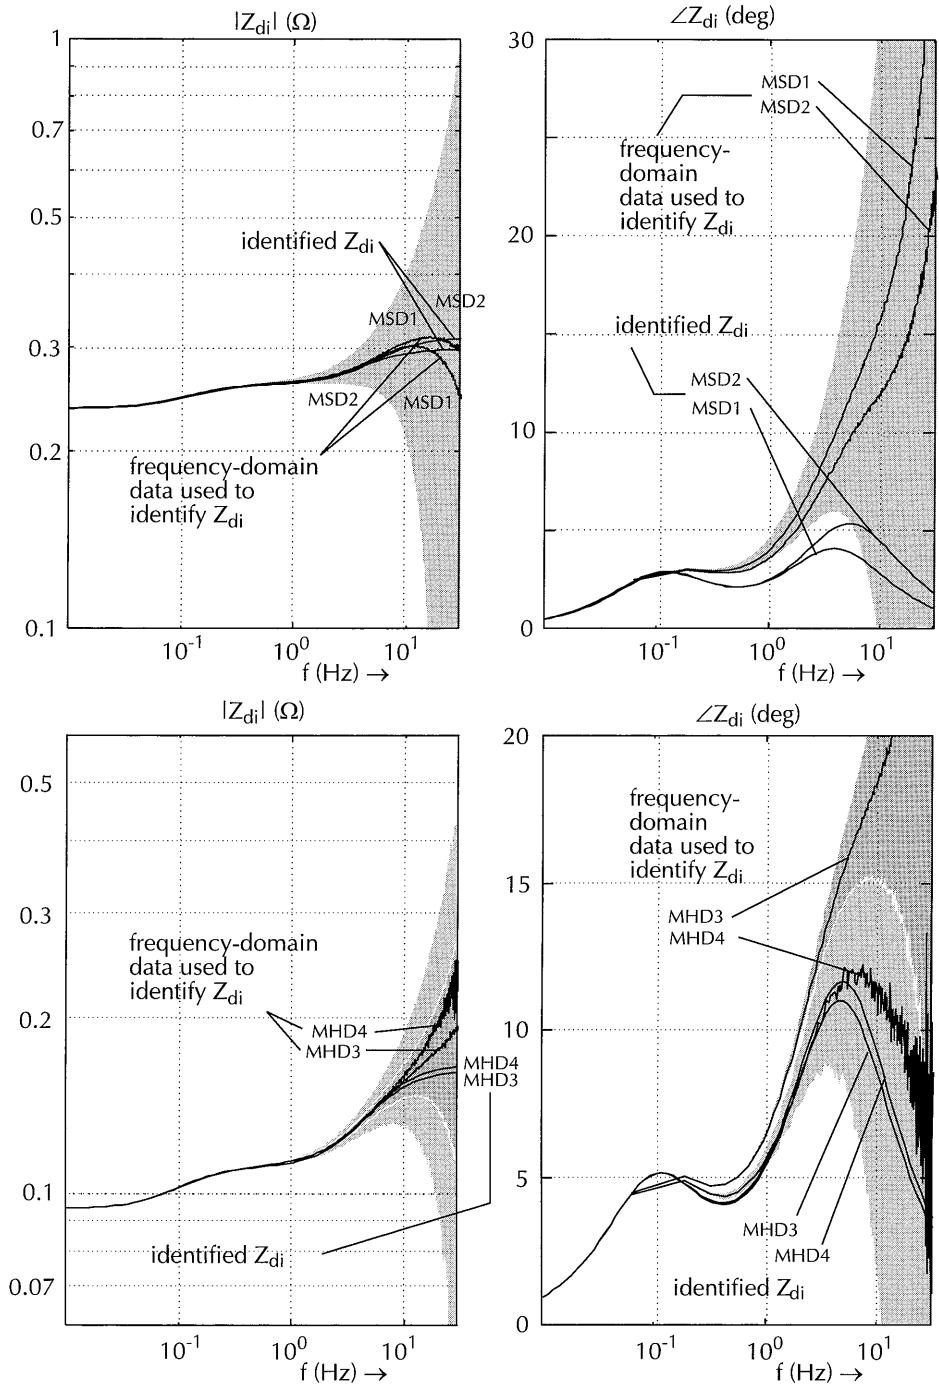 |Zdi| (Ω)
1
0.7
0.5
0.3
0.2
0.1
identified Zdi
MSD2
MSD1
MSD2
MSD1
frequency-domain
data used to
identify Zdi
10-1
100
101
f (Hz) →
∠Zdi (deg)
30
20
10
0
MSD1
MSD2
frequency-
domain
data used to
identify Zdi
identified Zdi
MSD2
MSD1
10-1
100
101
f (Hz) →
|Zdi| (Ω)
0.5
0.3
0.2
0.1
0.07
frequency-domain
data used to
identify Zdi
MHD4
MHD3
MHD4
MHD3
identified Zdi
10-1
100
101
f (Hz) →
∠Zdi (deg)
20
15
10
5
0
frequency-
domain
data used to
identify Zdi
MHD3
MHD4
MHD3
MHD4
identified Zdi
10-1
100
101
f (Hz) →